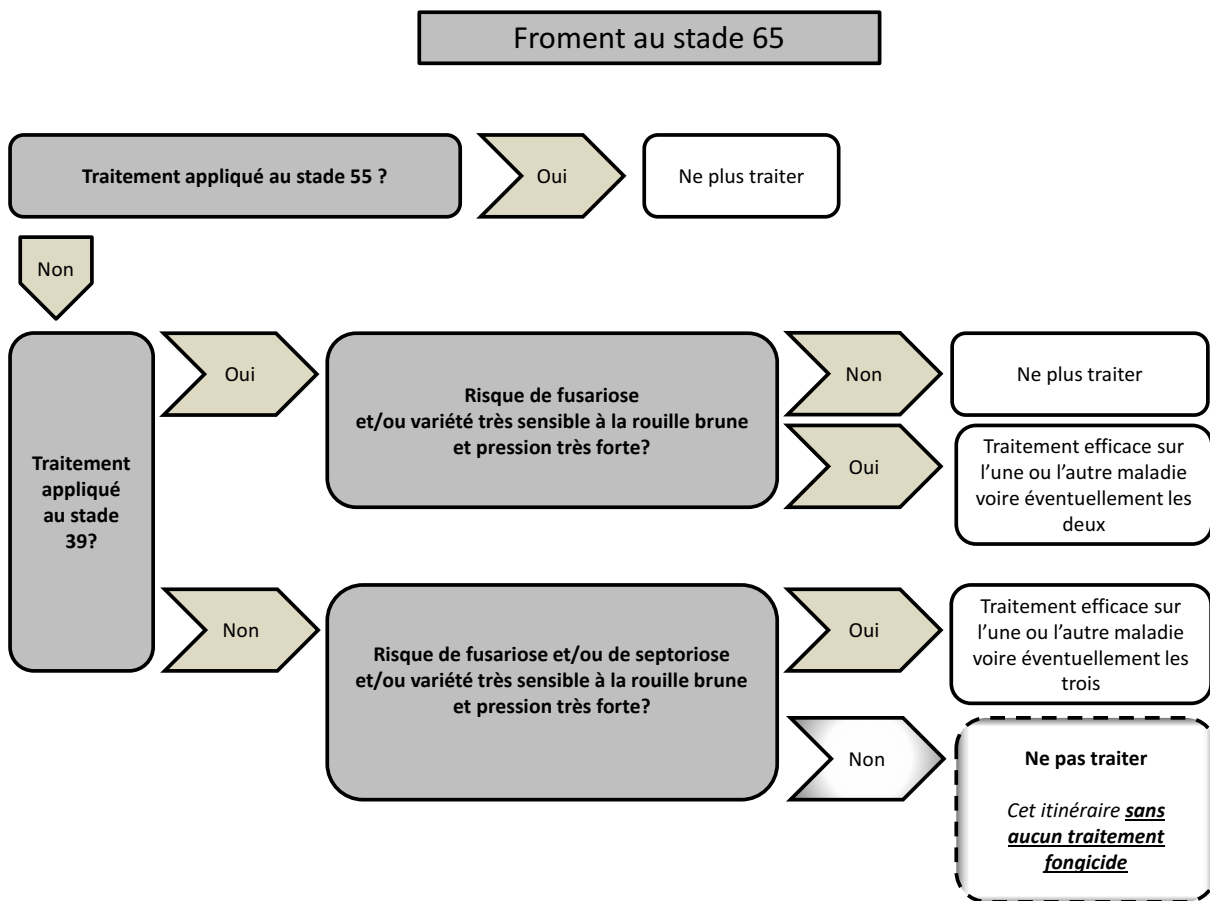 Froment au stade 65
Traitement appliqué au stade 55 ?
Oui
Ne plus traiter
Non
Traitement
appliqué
au stade
39?
Oui
Risque de fusariose
et/ou variété très sensible à la rouille brune
et pression très forte?
Non
Ne plus traiter
Oui
Traitement efficace sur
l’une ou l’autre maladie
voire éventuellement les
deux
Non
Risque de fusariose et/ou de septoriose
et/ou variété très sensible à la rouille brune
et pression très forte?
Oui
Traitement efficace sur
l’une ou l’autre maladie
voire éventuellement les
trois
Non
Ne pas traiter
Cet itinéraire sans
aucun traitement
fongicide